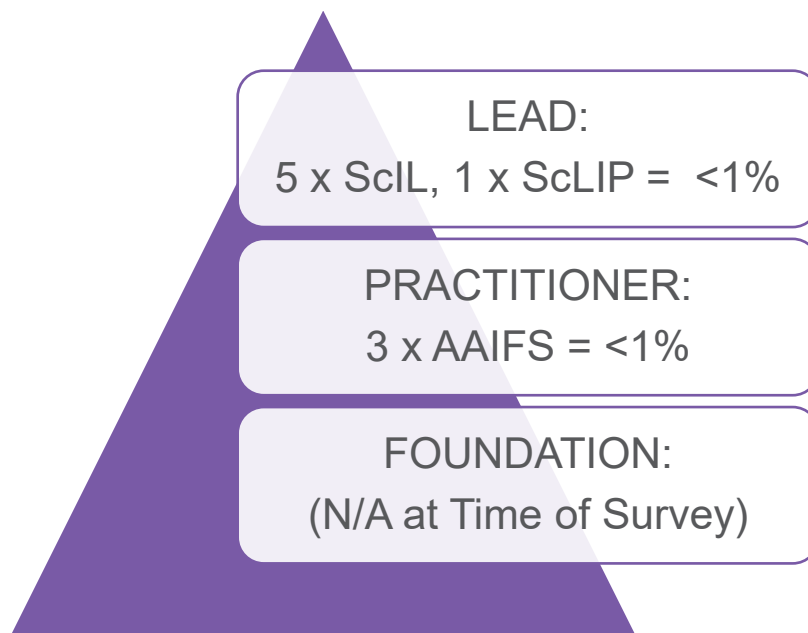 LEAD:
5 x ScIL, 1 x ScLIP = <1%
PRACTITIONER:
3 x AAIFS = <1%
FOUNDATION:
(N/A at Time of Survey)